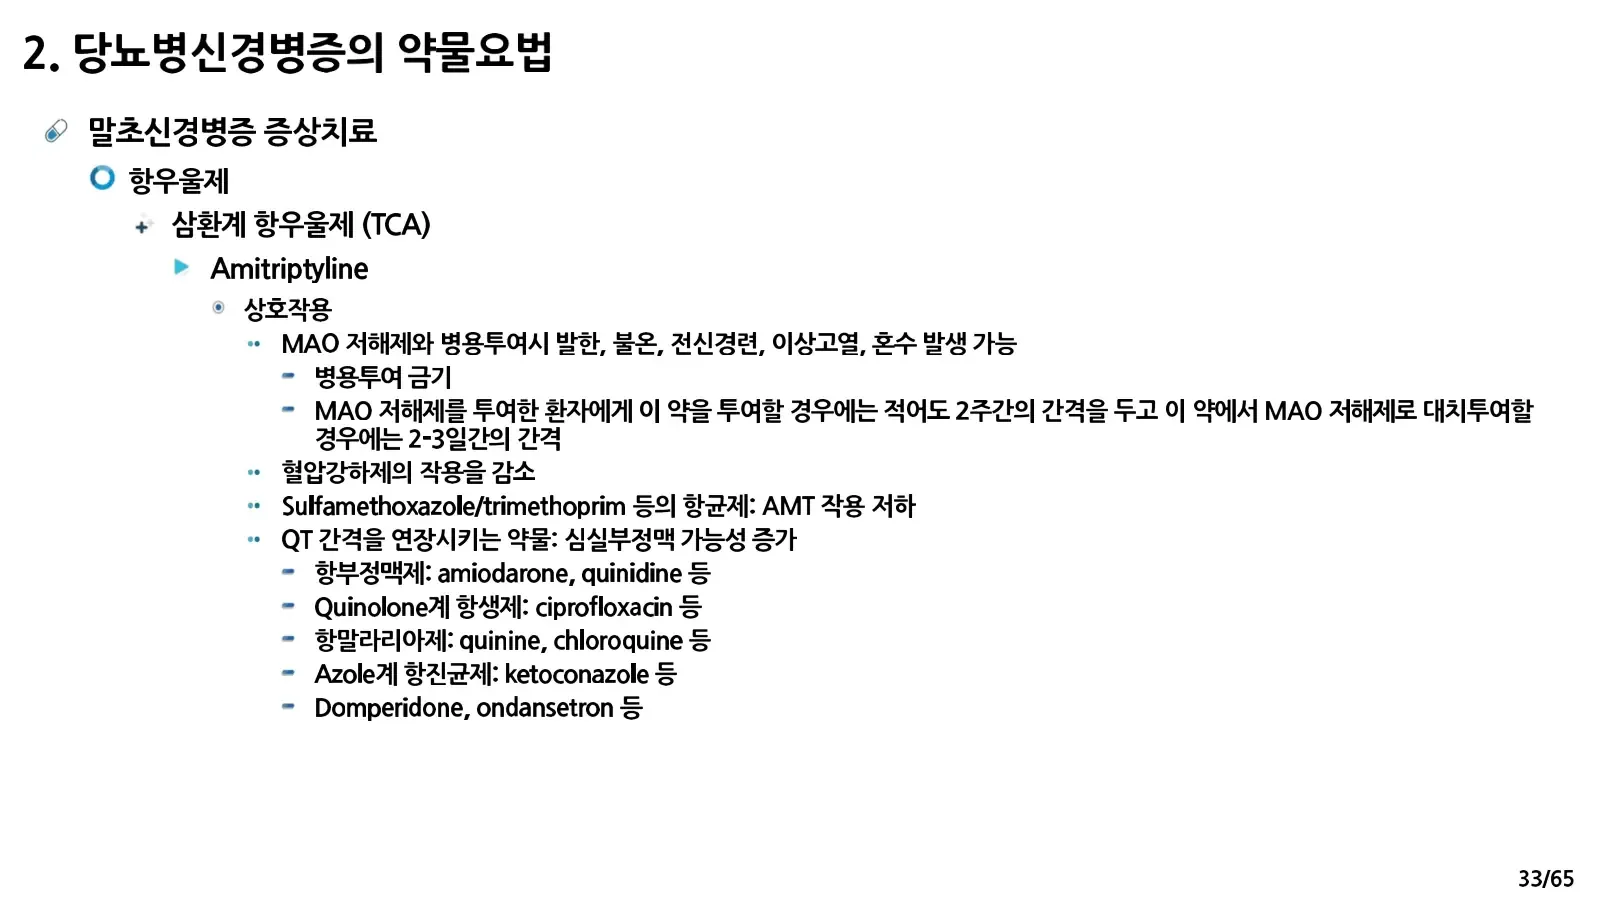 2. 당뇨병신경병증의 약물요법
말초신경병증 증상치료
항우울제
삼환계 항우울제 (TCA)
Amitriptyline
상호작용
MAO 저해제와 병용투여시 발한, 불온, 전신경련, 이상고열, 혼수 발생 가능
병용투여 금기
MAO 저해제를 투여한 환자에게 이 약을 투여할 경우에는 적어도 2주간의 간격을 두고 이 약에서 MAO 저해제로 대치투여할
경우에는 2-3일간의 간격
혈압강하제의 작용을 감소
Sulfamethoxazole/trimethoprim 등의 항균제: AMT 작용 저하
QT 간격을 연장시키는 약물: 심실부정맥 가능성 증가
항부정맥제: amiodarone, quinidine 등
Quinolone계 항생제: ciprofloxacin 등
항말라리아제: quinine, chloroquine 등
Azole계 항진균제: ketoconazole 등
Domperidone, ondansetron 등
33/65